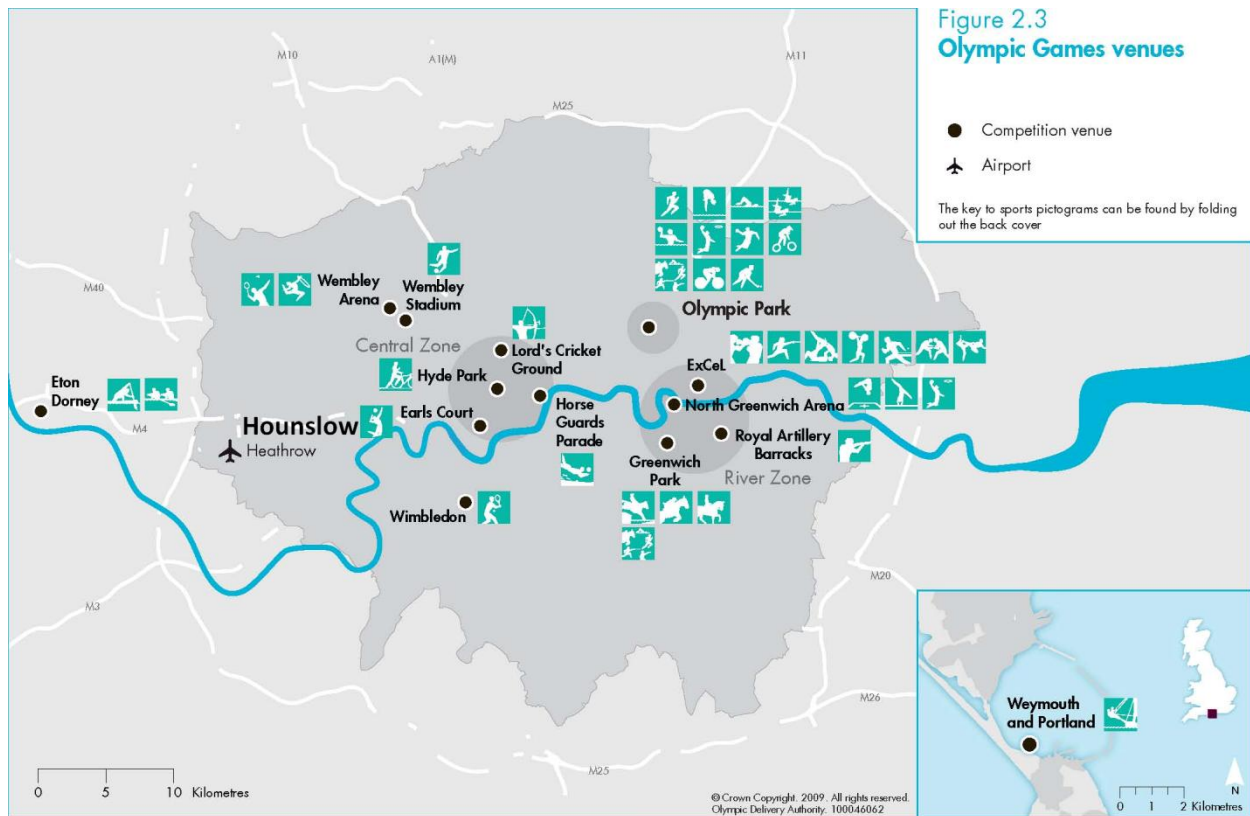 Figure 2.3
Olympic Games venues
Competition venue
Airport
The key to sports pictograms can be found by folding
out the back cover
M10
A1(M)
M11
M25
M40
Wembley
Arena
Wembley
Stadium
Central Zone
Olympic Park
Lord's Cricket
Ground
Hyde Park
ExCeL
Eton
Dorney
M4
Hounslow
Heathrow
Earls Court
Horse
Guards
Parade
North Greenwich Arena
Royal Artillery
Barracks
Greenwich
Park
River Zone
Wimbledon
M3
M20
M26
M25
Weymouth
and Portland
0 5 10 Kilometres
© Crown Copyright. 2009. All rights reserved.
Olympic Delivery Authority. 100046062
N
0 1 2 Kilometres